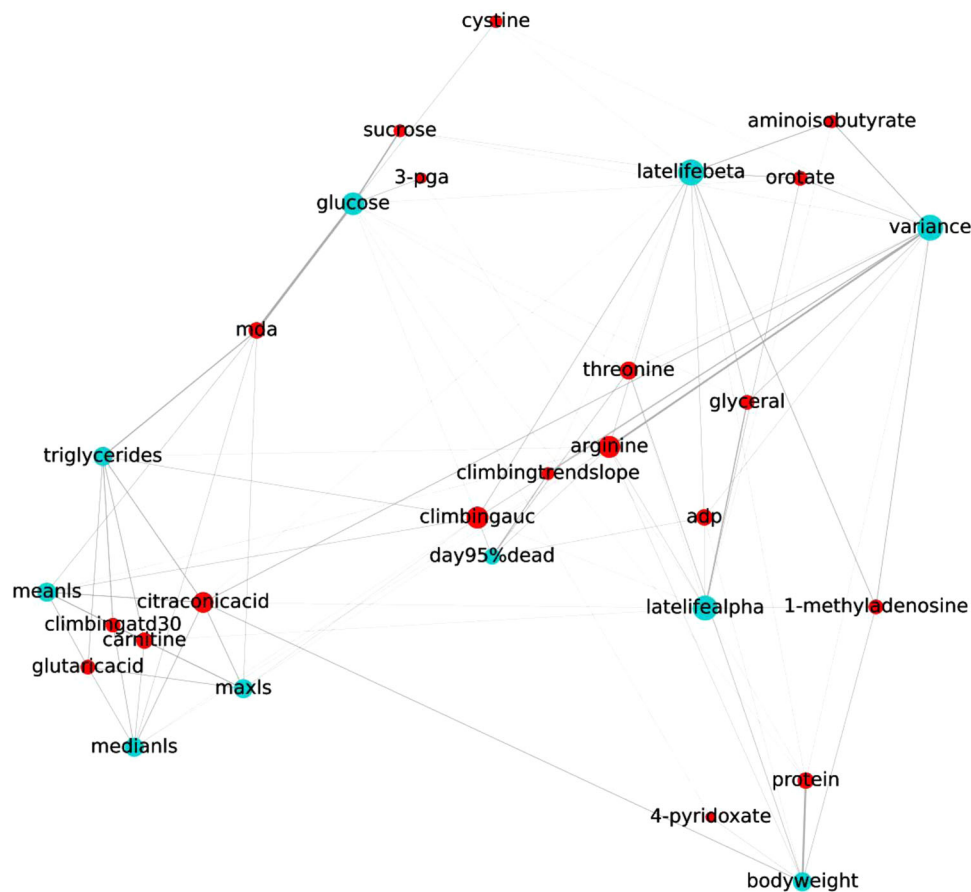 cystine
aminoisobutyrate
sucrose
latelifebeta
3-pga
orotate
glucose
variance
mda
threonine
glyceral
arginine
triglycerides
climbingtrendslope
climbingauc
adp
day95%dead
meanls
citraconicacid
latelifealpha
1-methyladenosine
climbingatd30
carnitine
glutaricacid
maxls
medianls
protein
4-pyridoxate
bodyweight